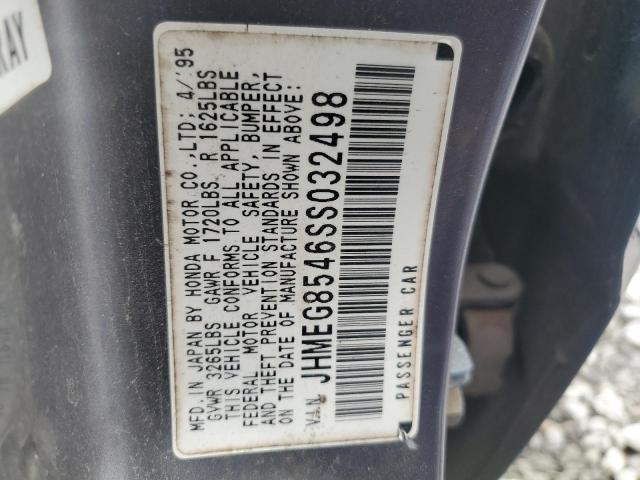 MFD. IN JAPAN BY HONDA MOTOR CO.,LTD; 4/'95
GVWR 3265LBS GAWR F 1720LBS. R 1625LBS
THIS VEHICLE CONFORMS TO ALL APPLICABLE
FEDERAL MOTOR VEHICLE SAFETY, BUMPER,
AND THEFT PREVENTION STANDARDS IN EFFECT
ON THE DATE OF MANUFACTURE SHOWN ABOVE:
V.I.N. JHMEG8546SS032498
PASSENGER CAR